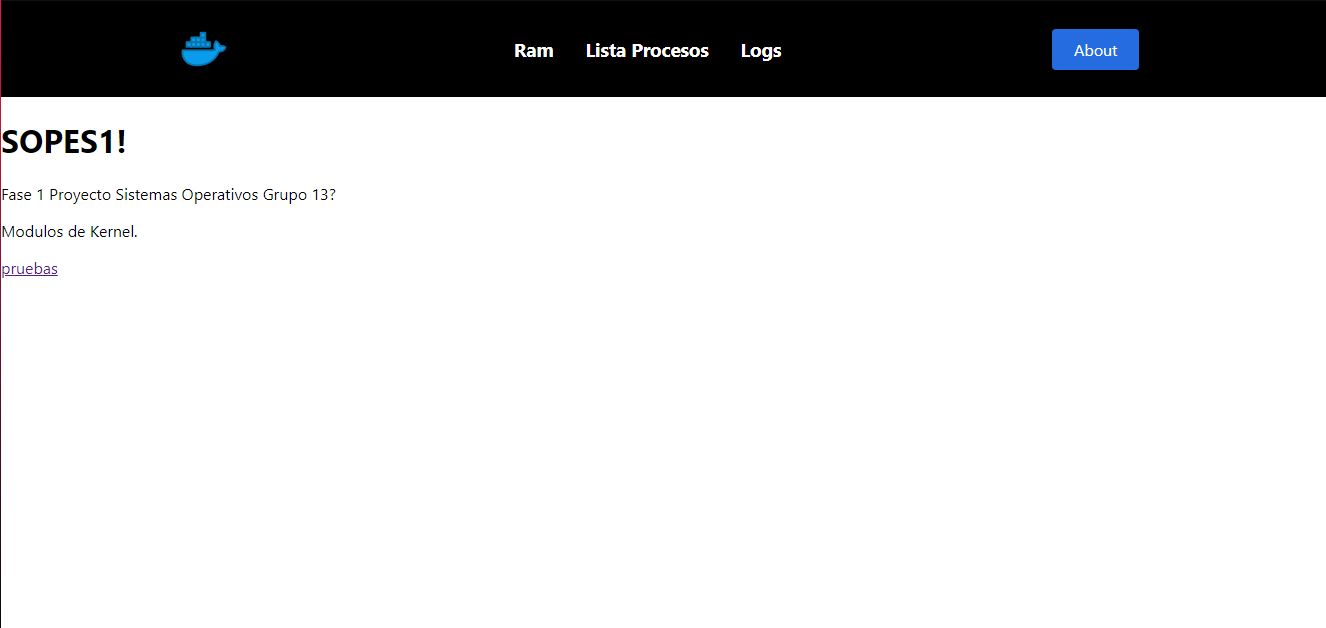 Ram Lista Procesos Logs About
SOPES1!
Fase 1 Proyecto Sistemas Operativos Grupo 13?
Modulos de Kernel.
pruebas